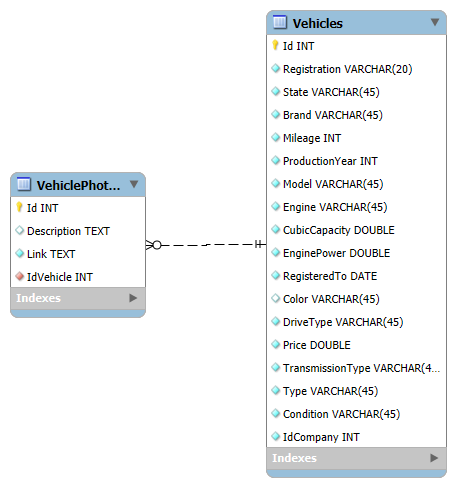 VehiclePhot...
Id INT
Description TEXT
Link TEXT
IdVehicle INT
Indexes
Vehicles
Id INT
Registration VARCHAR(20)
State VARCHAR(45)
Brand VARCHAR(45)
Mileage INT
ProductionYear INT
Model VARCHAR(45)
Engine VARCHAR(45)
CubicCapacity DOUBLE
EnginePower DOUBLE
RegisteredTo DATE
Color VARCHAR(45)
DriveType VARCHAR(45)
Price DOUBLE
TransmissionType VARCHAR(4...
Type VARCHAR(45)
Condition VARCHAR(45)
IdCompany INT
Indexes